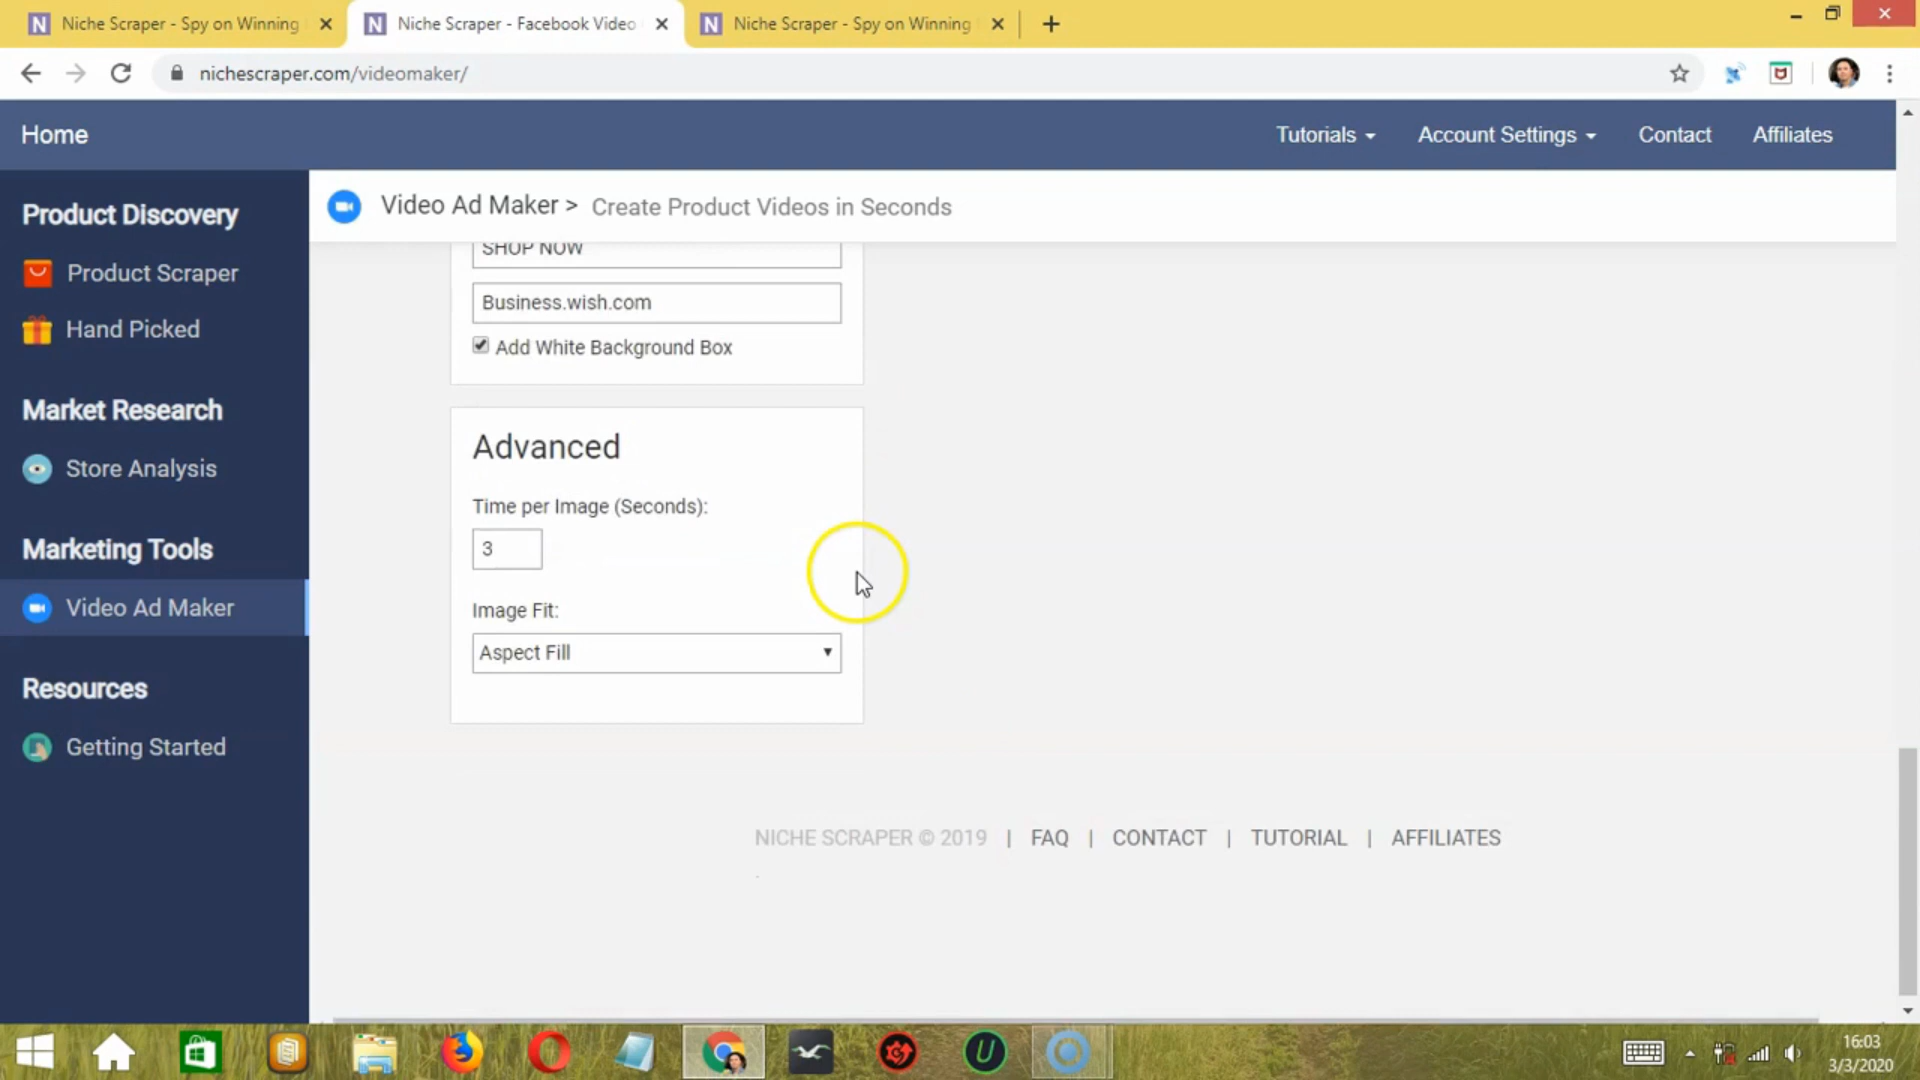 Niche Scraper - Spy on Winning
Niche Scraper - Facebook Video
Niche Scraper - Spy on Winning
nichescraper.com/videomaker/
Home
Tutorials
Account Settings
Contact
Affiliates
Product Discovery
Product Scraper
Hand Picked
Market Research
Store Analysis
Marketing Tools
Video Ad Maker
Resources
Getting Started
Video Ad Maker > Create Product Videos in Seconds
SHOP NOW
Business.wish.com
Add White Background Box
Advanced
Time per Image (Seconds):
3
Image Fit:
Aspect Fill
NICHE SCRAPER © 2019 | FAQ | CONTACT | TUTORIAL | AFFILIATES
16:03
3/3/2020